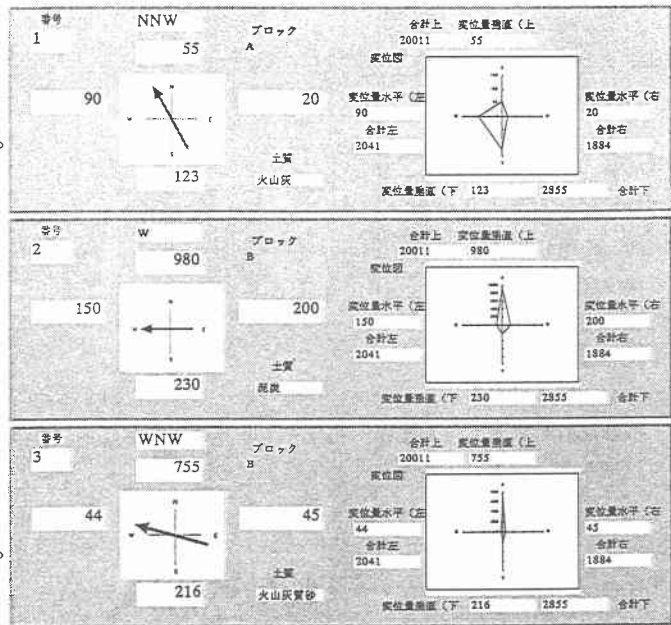 番号 NNW ブロック
1 55 A
90 20
土質
123 火山灰
合計上 変位量垂直（上
20011 55
変位図
変位量水平（左 変位量水平（右
90 20
合計左 合計右
2041 1884
変位量垂直（下 123 2855 合計下
番号 W ブロック
2 980 B
150 200
W E
土質
230 泥炭
合計上 変位量垂直（上
20011 980
変位図
変位量水平（左 変位量水平（右
150 200
合計左 合計右
2041 1884
変位量垂直（下 230 2855 合計下
番号 WNW ブロック
3 755 B
44 45
土質
216 火山灰質砂
合計上 変位量垂直（上
20011 755
変位図
変位量水平（左 変位量水平（右
44 45
合計左 合計右
2041 1884
変位量垂直（下 216 2855 合計下